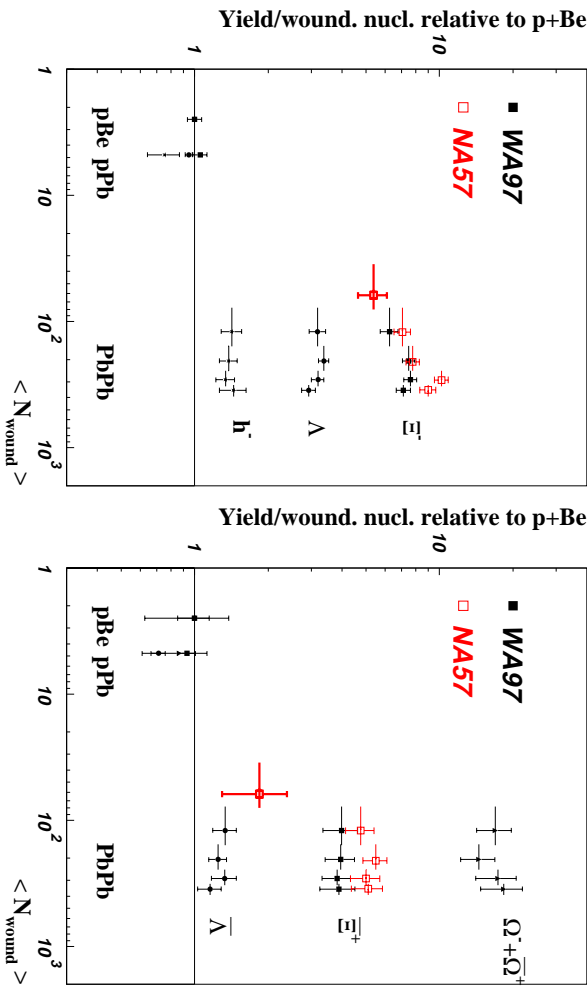 Yield/wound. nucl. relative to p+Be
10
1
WA97
NA57
Ξ-
Λ
h-
pBe pPb
PbPb
1
10
10²
10³
< N_wound >
Yield/wound. nucl. relative to p+Be
10
1
WA97
NA57
Ω⁻+Ω̅⁺
Ξ̅⁺
Λ̅
pBe pPb
PbPb
1
10
10²
10³
< N_wound >